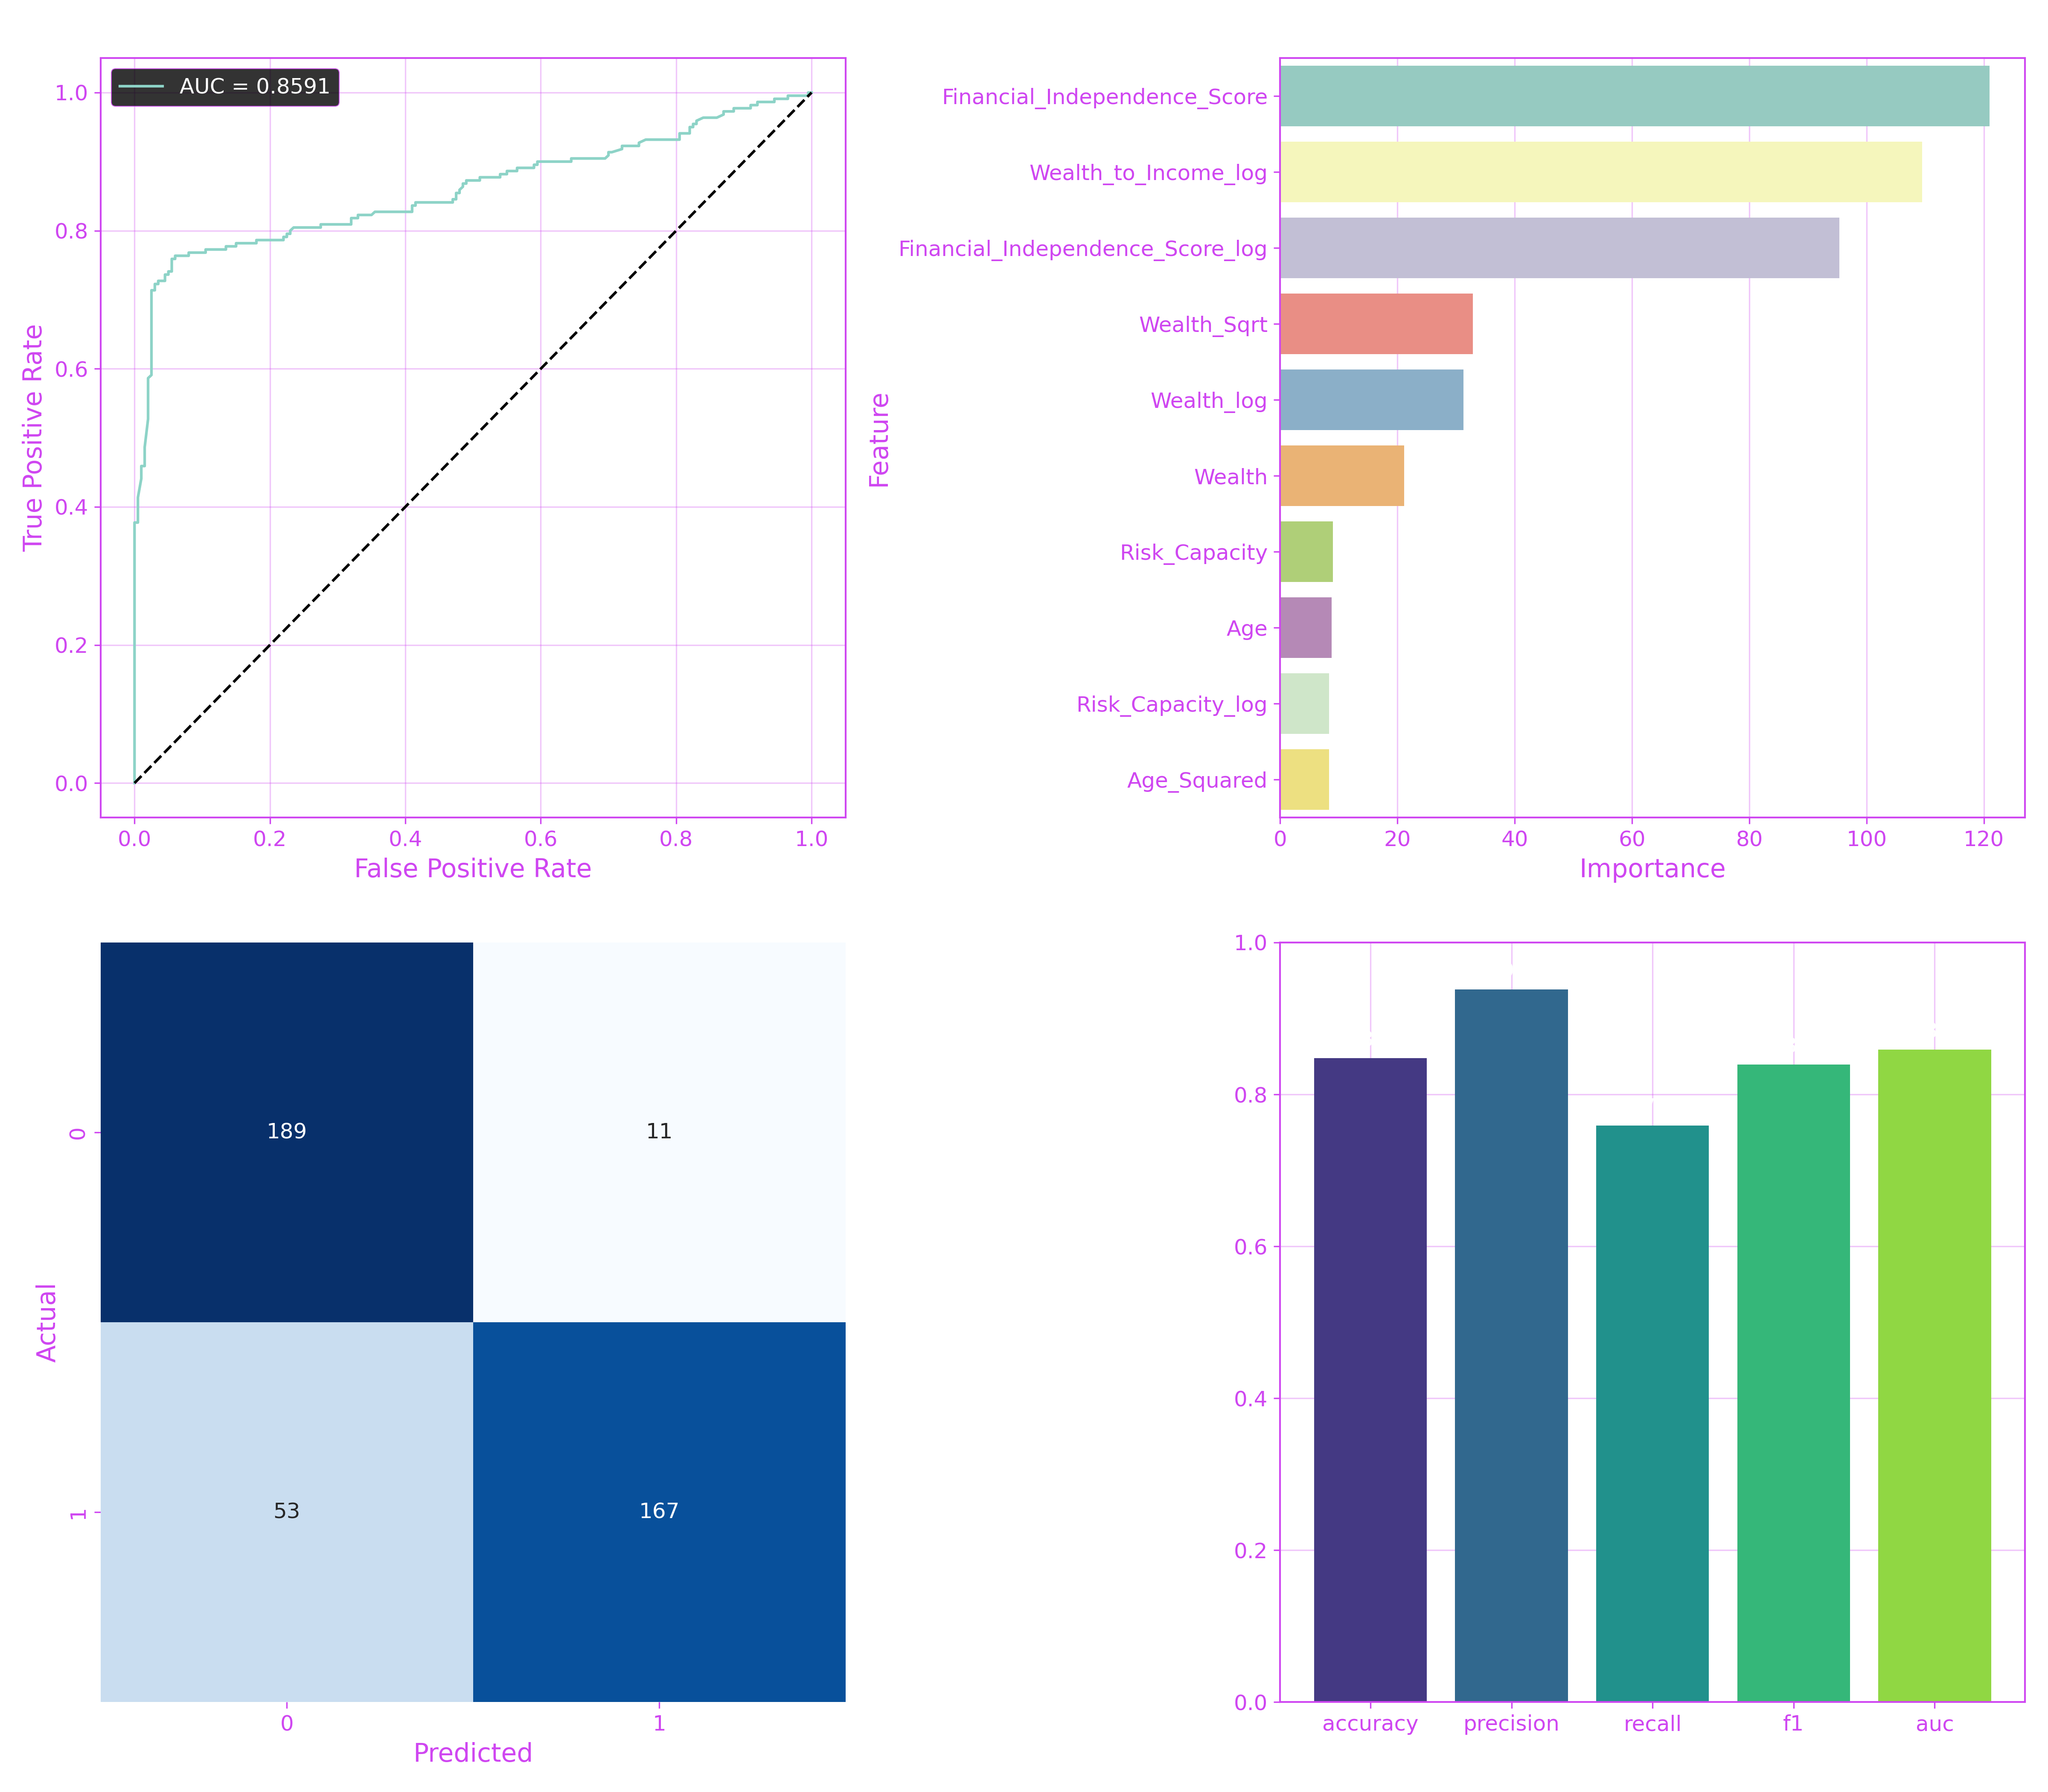 AUC = 0.8591
1.0
0.8
0.6
0.4
0.2
0.0
True Positive Rate
0.0
0.2
0.4
0.6
0.8
1.0
False Positive Rate
Feature
Financial_Independence_Score
Wealth_to_Income_log
Financial_Independence_Score_log
Wealth_Sqrt
Wealth_log
Wealth
Risk_Capacity
Age
Risk_Capacity_log
Age_Squared
0
20
40
60
80
100
120
Importance
Actual
0
1
189
11
53
167
0
1
Predicted
1.0
0.8
0.6
0.4
0.2
0.0
accuracy
precision
recall
f1
auc